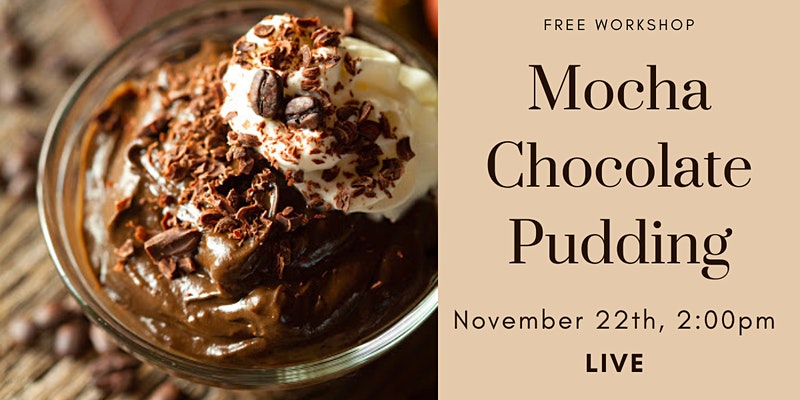 FREE WORKSHOP
Mocha
Chocolate
Pudding
November 22th, 2:00pm
LIVE